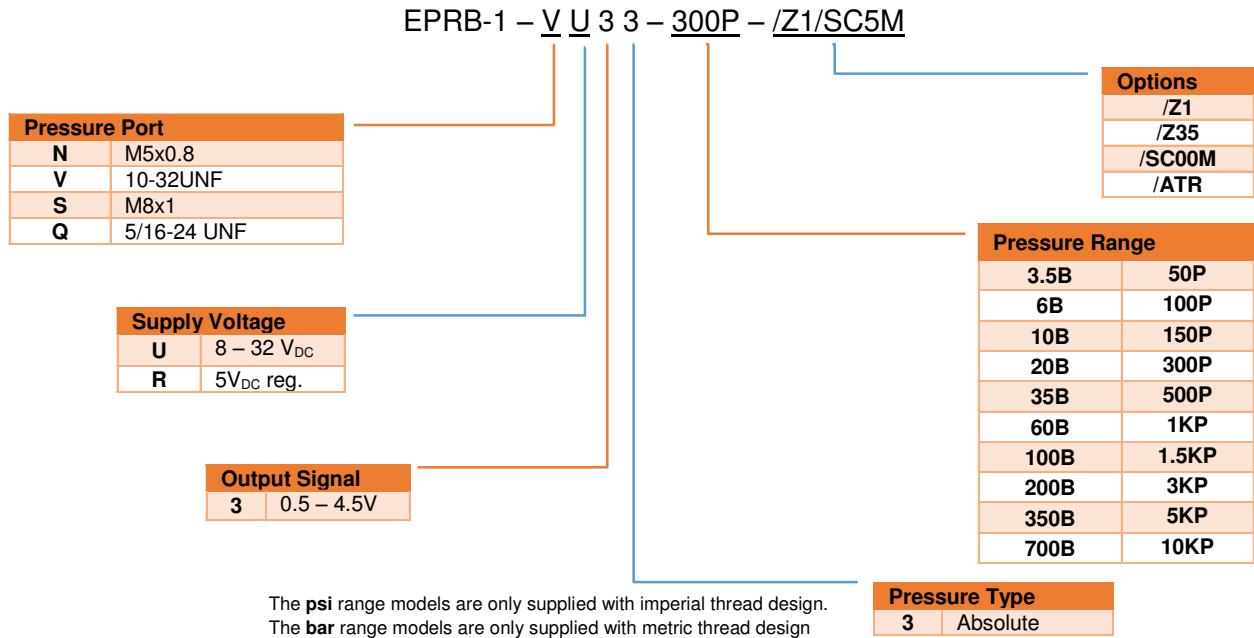 EPRB-1 – V U 3 3 – 300P – /Z1/SC5M
Options
/Z1
/Z35
/SC00M
/ATR
Pressure Port
N M5x0.8
V 10-32UNF
S M8x1
Q 5/16-24 UNF
Pressure Range
3.5B 50P
6B 100P
10B 150P
20B 300P
35B 500P
60B 1KP
100B 1.5KP
200B 3KP
350B 5KP
700B 10KP
Supply Voltage
U 8 – 32 VDC
R 5VDC reg.
Output Signal
3 0.5 – 4.5V
Pressure Type
3 Absolute
The psi range models are only supplied with imperial thread design.
The bar range models are only supplied with metric thread design